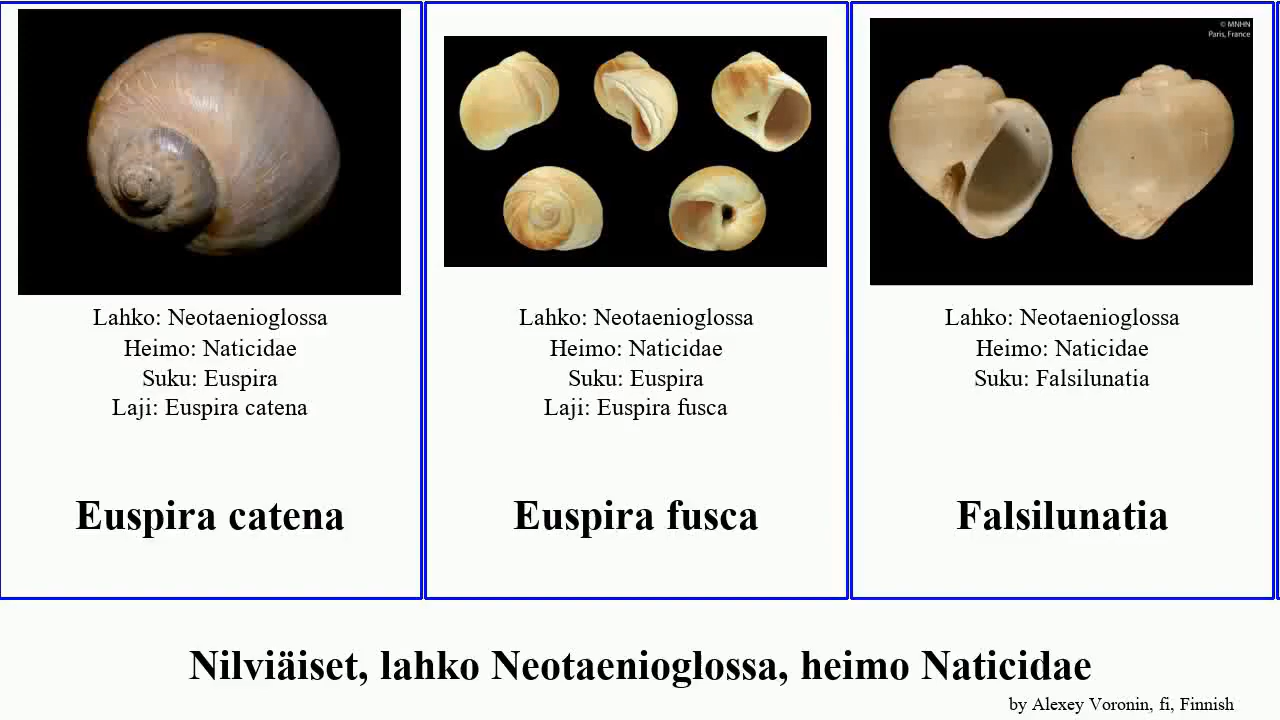 © MNHN
Paris, France
Lahko: Neotaenioglossa
Heimo: Naticidae
Suku: Euspira
Laji: Euspira catena
Euspira catena
Lahko: Neotaenioglossa
Heimo: Naticidae
Suku: Euspira
Laji: Euspira fusca
Euspira fusca
Lahko: Neotaenioglossa
Heimo: Naticidae
Suku: Falsilunatia
Falsilunatia
Nilviäiset, lahko Neotaenioglossa, heimo Naticidae
by Alexey Voronin, fi, Finnish